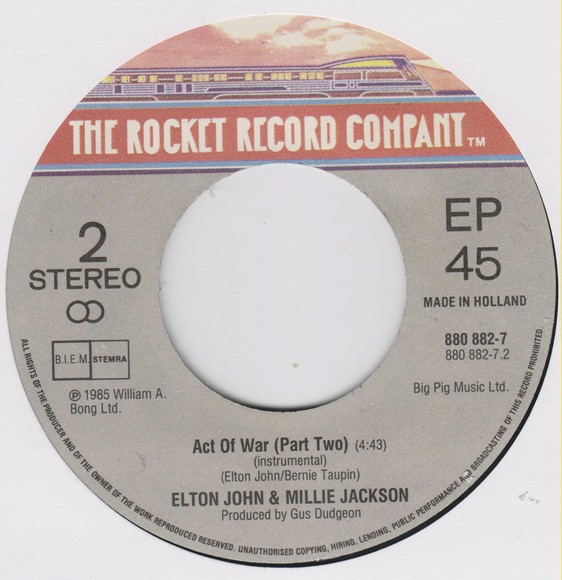 THE ROCKET RECORD COMPANY™
2
STEREO
EP
45
MADE IN HOLLAND
B.I.E.M. STEMRA
880 882-7
880 882-7.2
℗ 1985 William A.
Bong Ltd.
Big Pig Music Ltd.
Act Of War (Part Two) (4:43)
(instrumental)
(Elton John/Bernie Taupin)
ELTON JOHN & MILLIE JACKSON
Produced by Gus Dudgeon
ALL RIGHTS OF THE PRODUCER AND OF THE OWNER OF THE WORK REPRODUCED RESERVED. UNAUTHORISED COPYING, HIRING, LENDING, PUBLIC PERFORMANCE AND BROADCASTING OF THIS RECORD PROHIBITED.